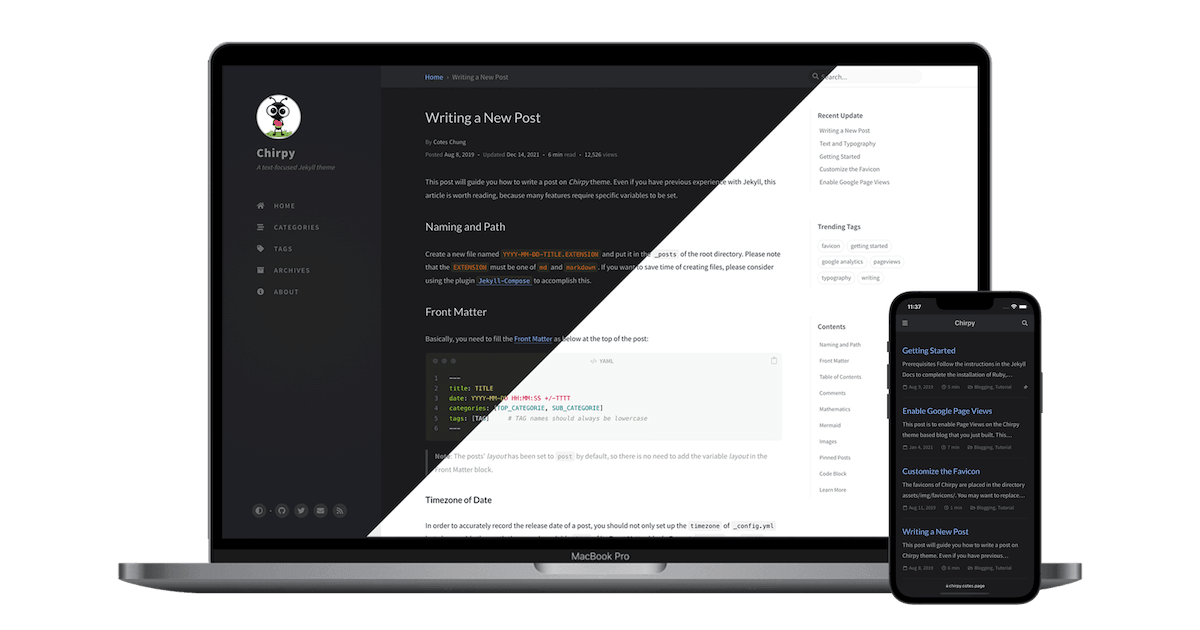 Home › Writing a New Post
Search...
Chirpy
A text-focused Jekyll theme
HOME
CATEGORIES
TAGS
ARCHIVES
ABOUT
Writing a New Post
By Cotes Chung
Posted Aug 8, 2019 • Updated Dec 14, 2021 • 6 min read • 12,526 views
This post will guide you how to write a post on Chirpy theme. Even if you have previous experience with Jekyll, this
article is worth reading, because many features require specific variables to be set.
Naming and Path
Create a new file named YYYY-MM-DD-TITLE.EXTENSION and put it in the _posts of the root directory. Please note
that the EXTENSION must be one of md and markdown. If you want to save time of creating files, please consider
using the plugin Jekyll-Compose to accomplish this.
Front Matter
Basically, you need to fill the Front Matter as below at the top of the post:
</> YAML
1 ---
2 title: TITLE
3 date: YYYY-MM-DD HH:MM:SS +/-TTTT
4 categories: [TOP_CATEGORIE, SUB_CATEGORIE]
5 tags: [TAG] # TAG names should always be lowercase
6 ---
Note: The posts' layout has been set to post by default, so there is no need to add the variable layout in the
Front Matter block.
Timezone of Date
In order to accurately record the release date of a post, you should not only set up the timezone of _config.yml
Recent Update
Writing a New Post
Text and Typography
Getting Started
Customize the Favicon
Enable Google Page Views
Trending Tags
favicon getting started
google analytics pageviews
typography writing
Contents
Naming and Path
Front Matter
Table of Contents
Comments
Mathematics
Mermaid
Images
Pinned Posts
Code Block
Learn More
MacBook Pro
11:37
Chirpy
Getting Started
Prerequisites Follow the instructions in the Jekyll
Docs to complete the installation of Ruby,...
Aug 9, 2019 3 min Blogging, Tutorial
Enable Google Page Views
This post is to enable Page Views on the Chirpy
theme based blog that you just built. This...
Jan 4, 2021 7 min Blogging, Tutorial
Customize the Favicon
The favicons of Chirpy are placed in the directory
assets/img/favicons/. You may want to replace...
Aug 11, 2019 1 min Blogging, Tutorial
Writing a New Post
This post will guide you how to write a post on
Chirpy theme. Even if you have previous...
Aug 8, 2019 6 min Blogging, Tutorial
chirpy.cotes.page